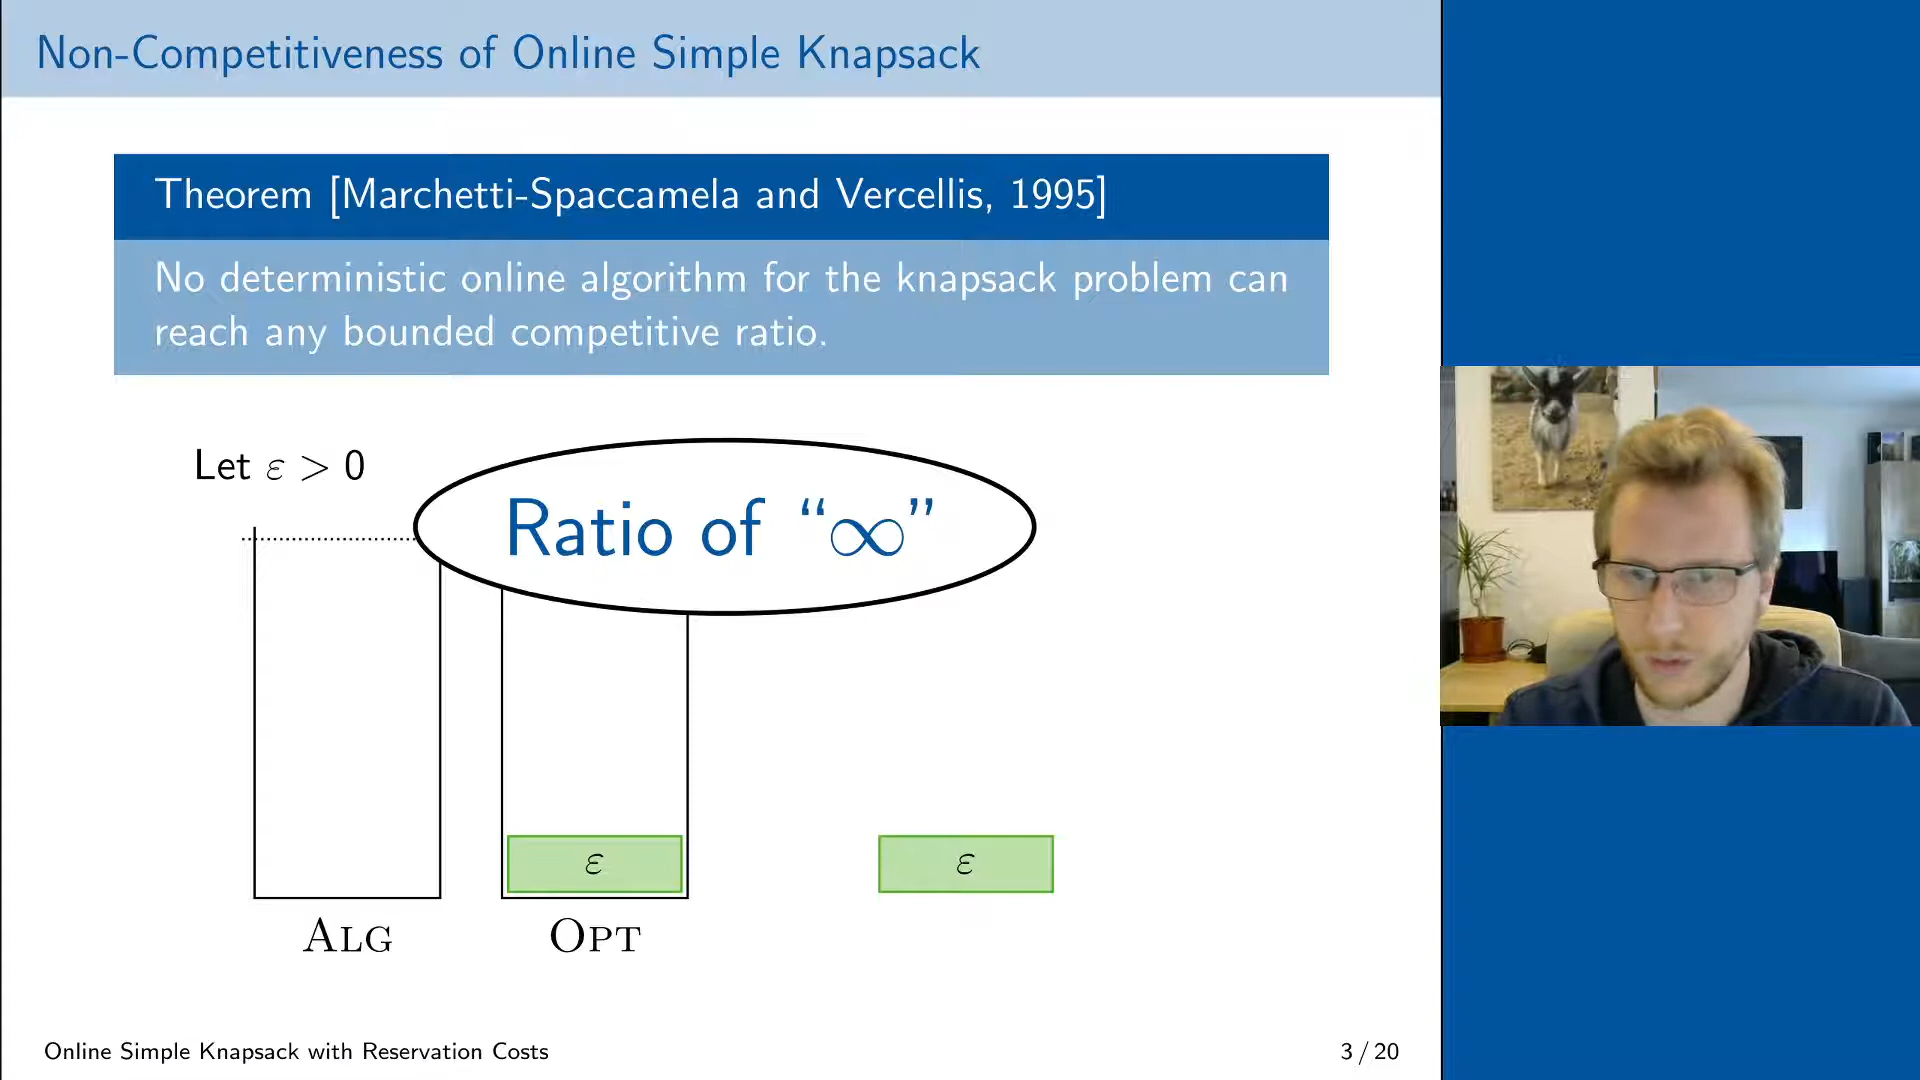 Non-Competitiveness of Online Simple Knapsack
Theorem [Marchetti-Spaccamela and Vercellis, 1995]
No deterministic online algorithm for the knapsack problem can
reach any bounded competitive ratio.
Let ε > 0
Ratio of “∞”
ε
ε
ALG
OPT
Online Simple Knapsack with Reservation Costs
3 / 20